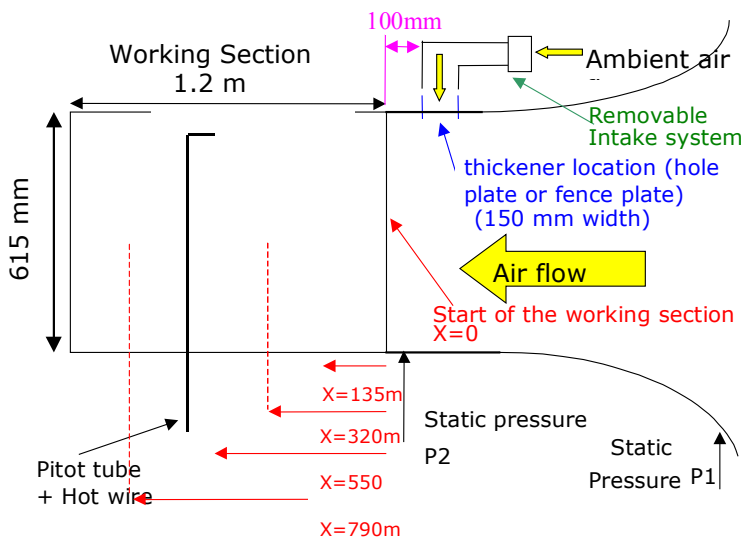 100mm
Working Section
1.2 m
Ambient air
Removable
Intake system
thickener location (hole
plate or fence plate)
(150 mm width)
615 mm
Air flow
Start of the working section
X=0
X=135m
Static pressure
P2
X=320m
Static
Pressure P1
Pitot tube
+ Hot wire
X=550
X=790m